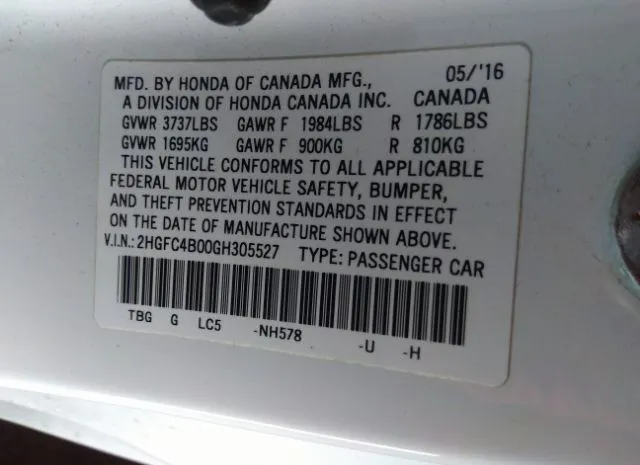 MFD. BY HONDA OF CANADA MFG., 05/'16
A DIVISION OF HONDA CANADA INC. CANADA
GVWR 3737LBS GAWR F 1984LBS R 1786LBS
GVWR 1695KG GAWR F 900KG R 810KG
THIS VEHICLE CONFORMS TO ALL APPLICABLE
FEDERAL MOTOR VEHICLE SAFETY, BUMPER,
AND THEFT PREVENTION STANDARDS IN EFFECT
ON THE DATE OF MANUFACTURE SHOWN ABOVE.
V.I.N.: 2HGFC4B00GH305527 TYPE: PASSENGER CAR
TBG G LC5 -NH578 -U -H